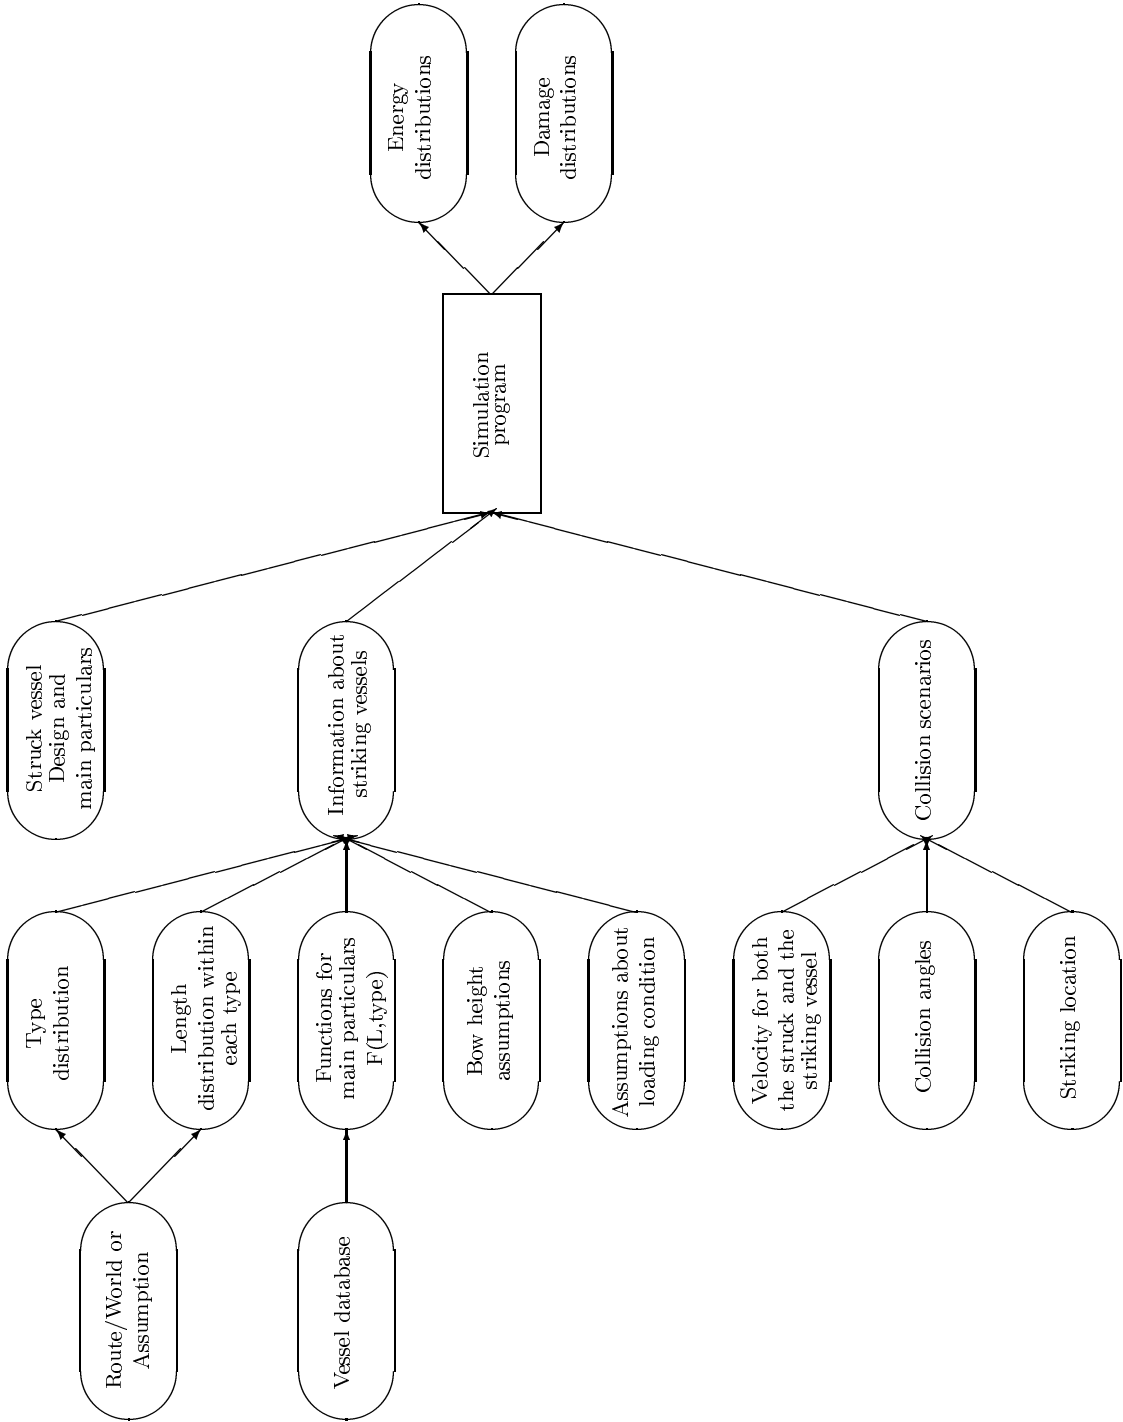 Route/World or
Assumption
Vessel database
Type
distribution
Length
distribution within
each type
Functions for
main particulars
F(L,type)
Bow height
assumptions
Assumptions about
loading condition
Velocity for both
the struck and the
striking vessel
Collision angles
Striking location
Struck vessel
Design and
main particulars
Information about
striking vessels
Collision scenarios
Simulation
program
Energy
distributions
Damage
distributions